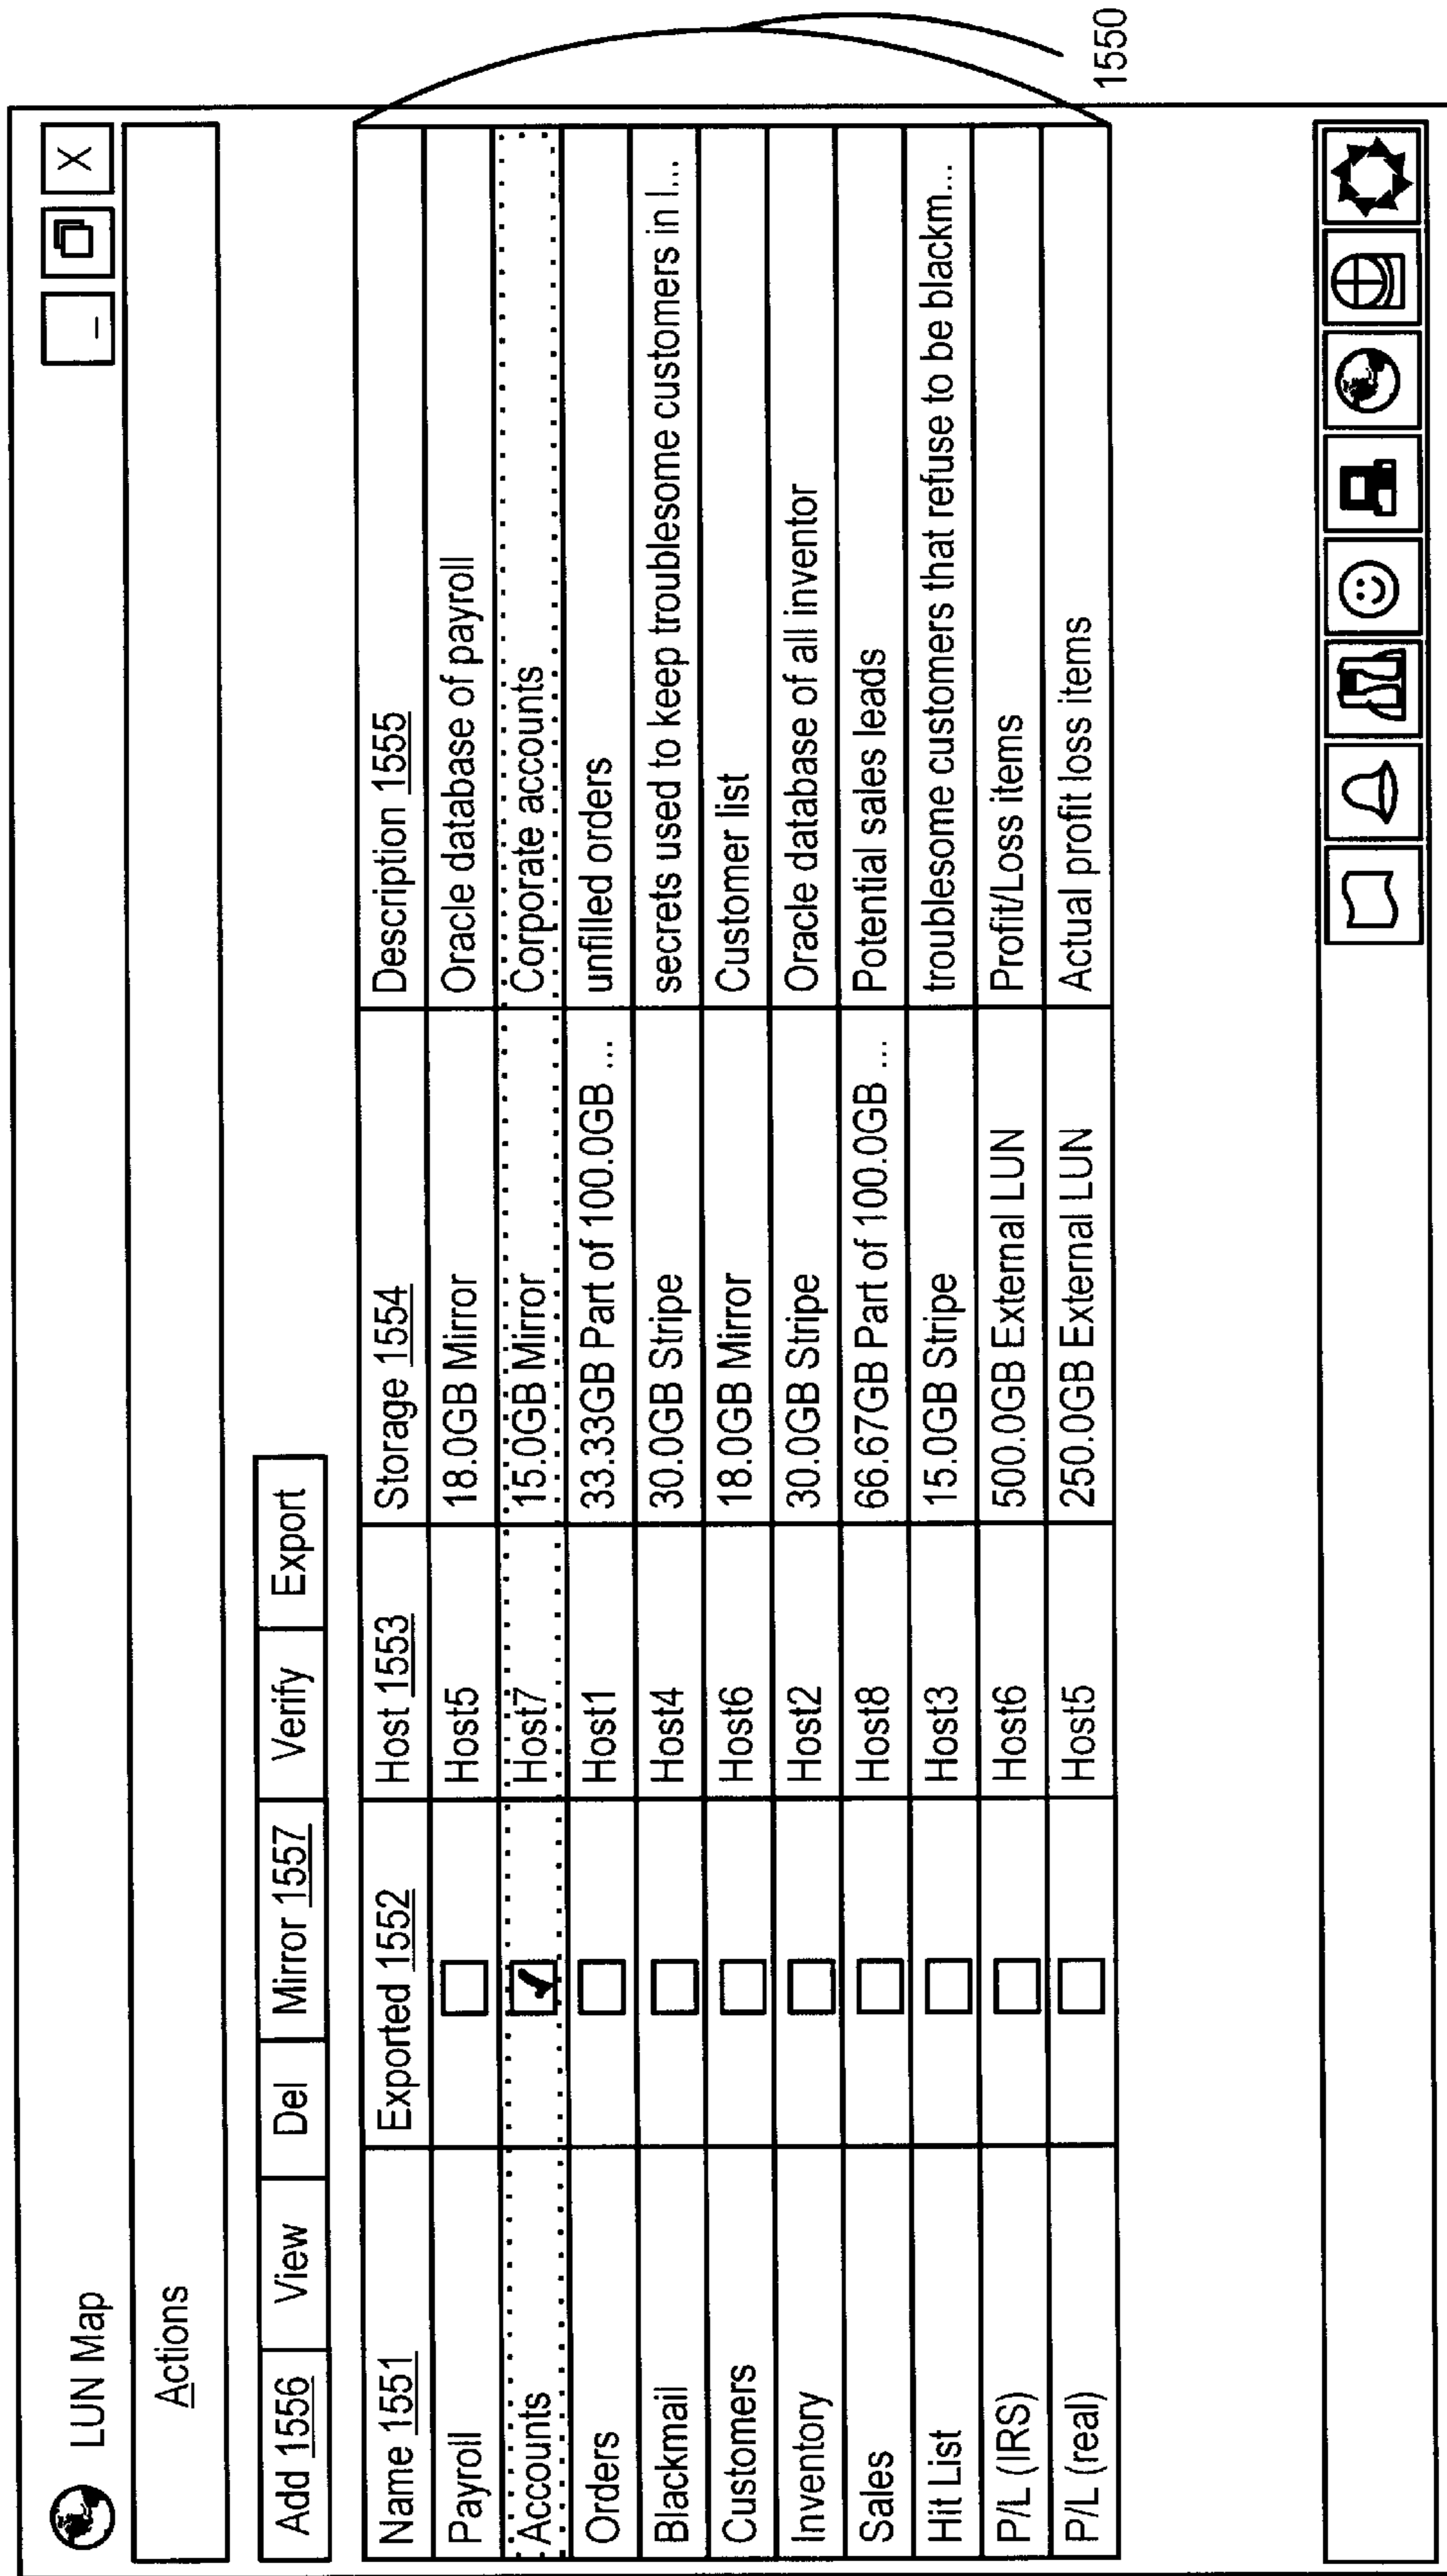 LUN Map
_ X
Actions
Add 1556 View Del Mirror 1557 Verify Export
Name 1551 Exported 1552 Host 1553 Storage 1554 Description 1555
Payroll Host5 18.0GB Mirror Oracle database of payroll
Accounts Host7 15.0GB Mirror Corporate accounts
Orders Host1 33.33GB Part of 100.0GB ... unfilled orders
Blackmail Host4 30.0GB Stripe secrets used to keep troublesome customers in l...
Customers Host6 18.0GB Mirror Customer list
Inventory Host2 30.0GB Stripe Oracle database of all inventor
Sales Host8 66.67GB Part of 100.0GB ... Potential sales leads
Hit List Host3 15.0GB Stripe troublesome customers that refuse to be blackm...
P/L (IRS) Host6 500.0GB External LUN Profit/Loss items
P/L (real) Host5 250.0GB External LUN Actual profit loss items
1550